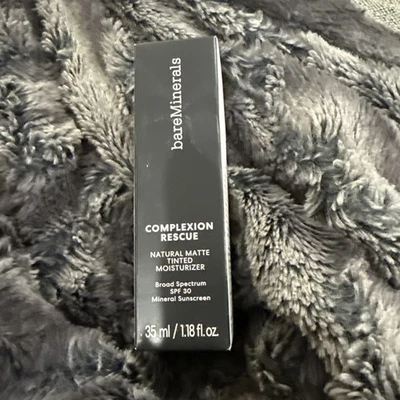 bareMinerals
COMPLEXION
RESCUE
NATURAL MATTE
TINTED
MOISTURIZER
Broad Spectrum
SPF 30
Mineral Sunscreen
35 ml / 1.18 fl. oz.